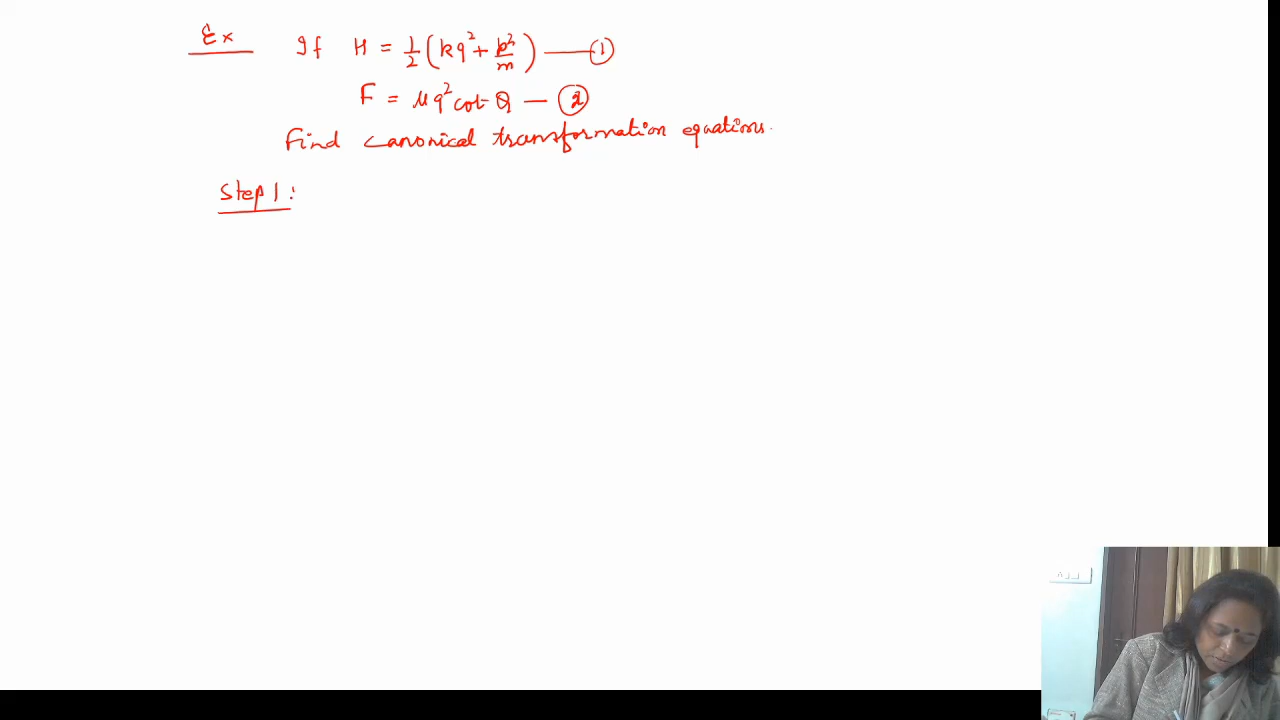 Ex If H = 1/2 (kq² + p²/m) — ①
F = μq² cot Q — ②
Find canonical transformation equations.
Step 1: